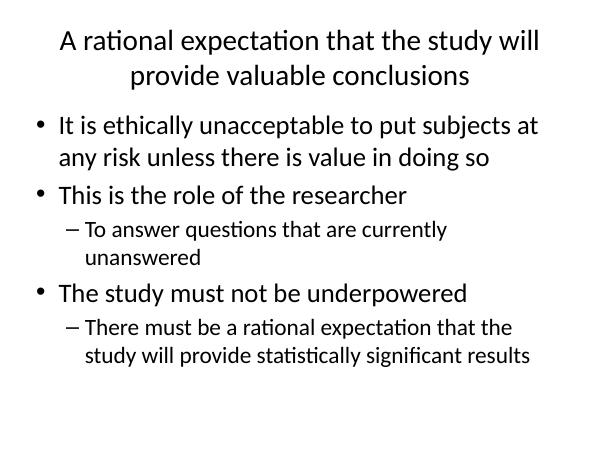 A rational expectation that the study will
provide valuable conclusions
• It is ethically unacceptable to put subjects at
any risk unless there is value in doing so
• This is the role of the researcher
– To answer questions that are currently
unanswered
• The study must not be underpowered
– There must be a rational expectation that the
study will provide statistically significant results